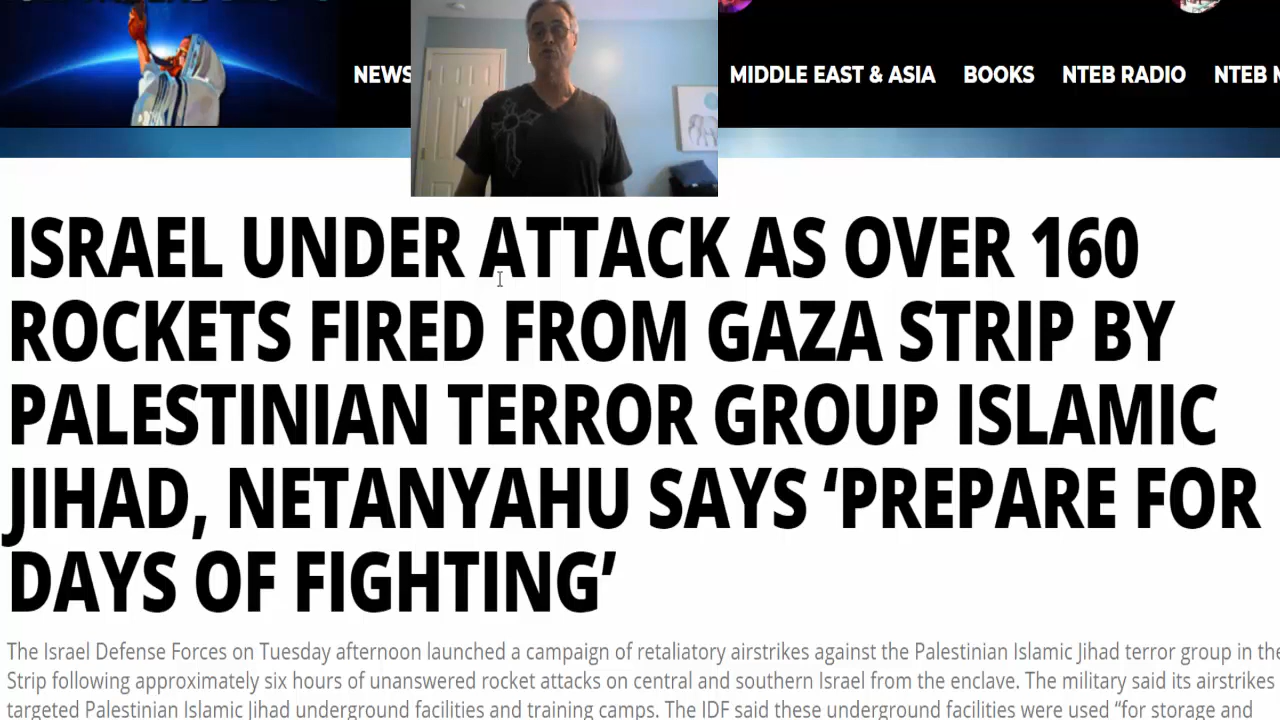 NEWS MIDDLE EAST & ASIA BOOKS NTEB RADIO NTEB
ISRAEL UNDER ATTACK AS OVER 160
ROCKETS FIRED FROM GAZA STRIP BY
PALESTINIAN TERROR GROUP ISLAMIC
JIHAD, NETANYAHU SAYS ‘PREPARE FOR
DAYS OF FIGHTING’
The Israel Defense Forces on Tuesday afternoon launched a campaign of retaliatory airstrikes against the Palestinian Islamic Jihad terror group in the
Strip following approximately six hours of unanswered rocket attacks on central and southern Israel from the enclave. The military said its airstrikes
targeted Palestinian Islamic Jihad underground facilities and training camps. The IDF said these underground facilities were used “for storage and